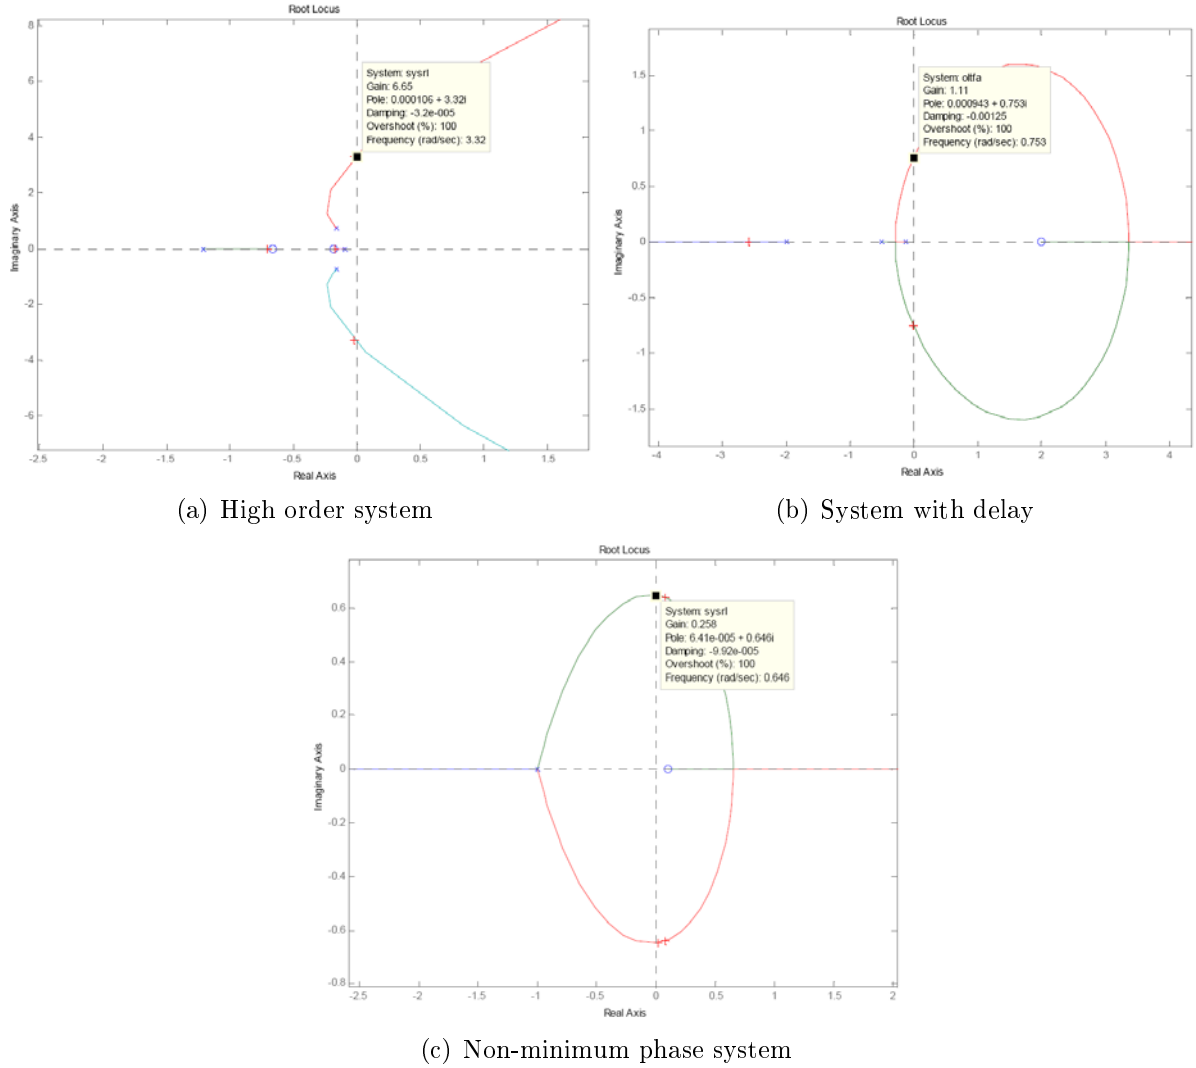 Root Locus
8
6
4
2
0
-2
-4
-6
-2.5 -2 -1.5 -1 -0.5 0 0.5 1 1.5
Imaginary Axis
Real Axis
System: sysrl
Gain: 6.65
Pole: 0.000106 + 3.32i
Damping: -3.2e-005
Overshoot (%): 100
Frequency (rad/sec): 3.32
(a) High order system
Root Locus
1.5
1
0.5
0
-0.5
-1
-1.5
-4 -3 -2 -1 0 1 2 3 4
Imaginary Axis
Real Axis
System: oltfa
Gain: 1.11
Pole: 0.000943 + 0.753i
Damping: -0.00125
Overshoot (%): 100
Frequency (rad/sec): 0.753
(b) System with delay
Root Locus
0.6
0.4
0.2
0
-0.2
-0.4
-0.6
-0.8
-2.5 -2 -1.5 -1 -0.5 0 0.5 1 1.5 2
Imaginary Axis
Real Axis
System: sysrl
Gain: 0.258
Pole: 6.41e-005 + 0.646i
Damping: -9.92e-005
Overshoot (%): 100
Frequency (rad/sec): 0.646
(c) Non-minimum phase system